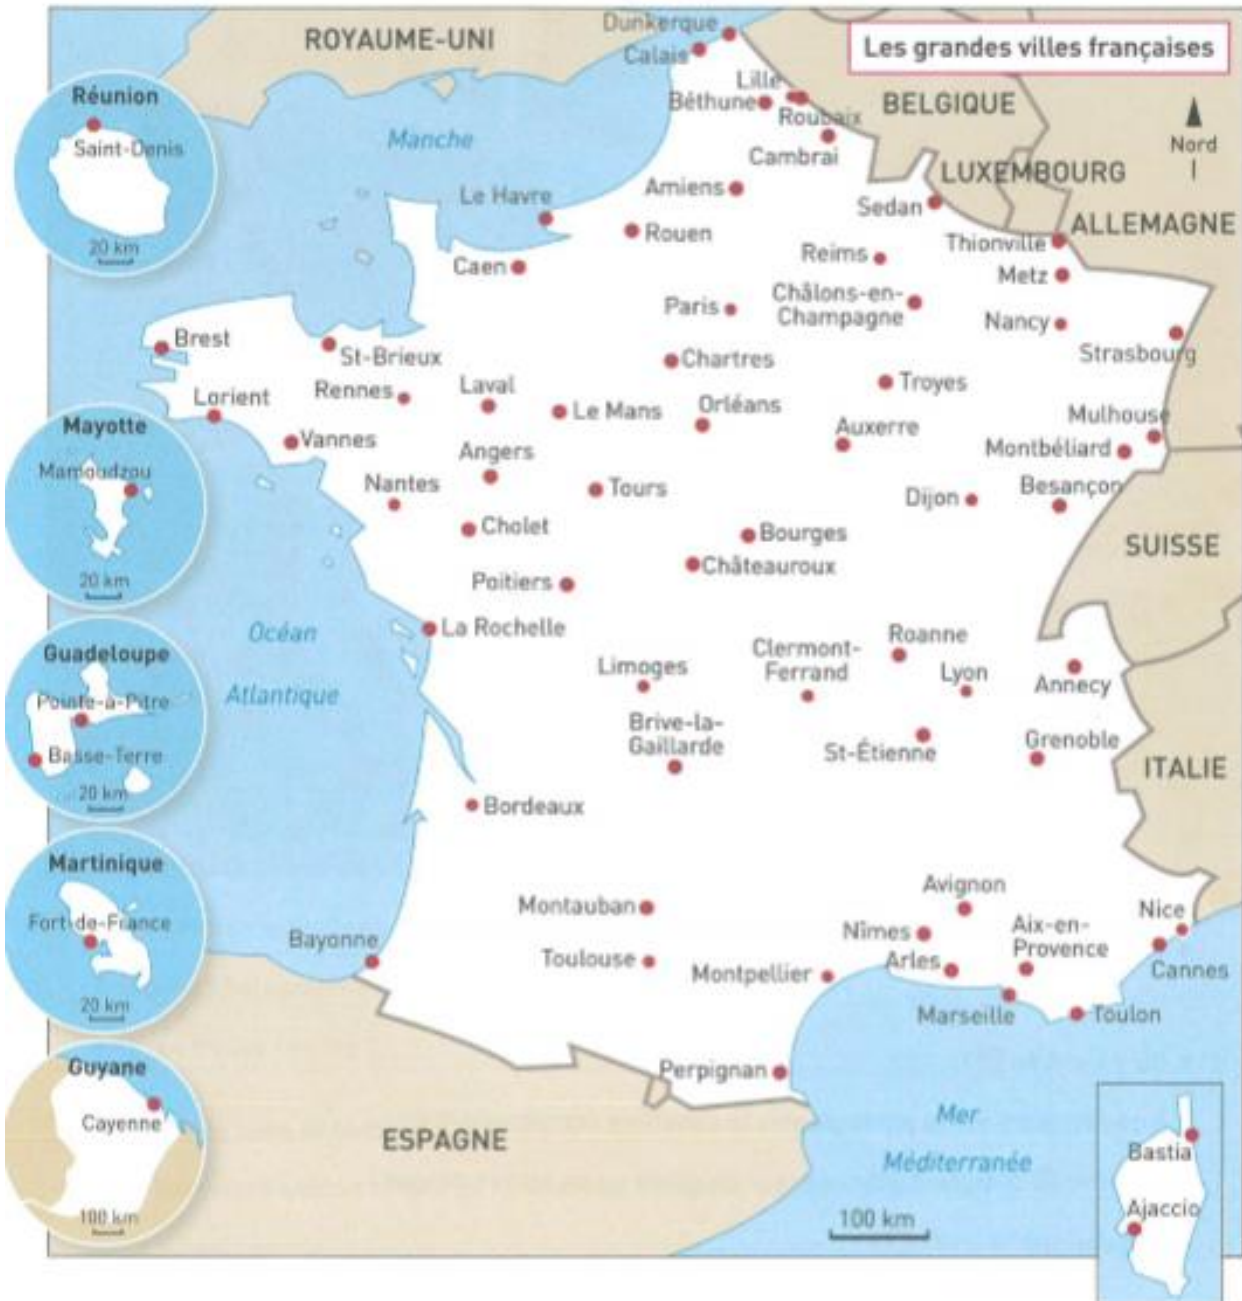 Les grandes villes françaises
ROYAUME-UNI
Dunkerque
Calais
Lille
Béthune
Roubaix
Cambrai
BELGIQUE
Nord
LUXEMBOURG
ALLEMAGNE
Manche
Le Havre
Amiens
Rouen
Caen
Sedan
Thionville
Reims
Metz
Paris
Châlons-en-
Champagne
Nancy
Strasbourg
Brest
St-Brieux
Chartres
Troyes
Rennes
Laval
Lorient
Le Mans
Orléans
Mulhouse
Vannes
Auxerre
Montbéliard
Angers
Nantes
Tours
Dijon
Besançon
Cholet
Bourges
SUISSE
Châteauroux
Poitiers
La Rochelle
Océan
Atlantique
Limoges
Clermont-
Ferrand
Roanne
Lyon
Annecy
Brive-la-
Gaillarde
St-Étienne
Grenoble
ITALIE
Bordeaux
Montauban
Avignon
Nice
Nîmes
Aix-en-
Provence
Bayonne
Toulouse
Montpellier
Arles
Cannes
Marseille
Toulon
Perpignan
ESPAGNE
Mer
Méditerranée
100 km
Bastia
Ajaccio
Réunion
Saint-Denis
20 km
Mayotte
Mamoudzou
20 km
Guadeloupe
Pointe-à-Pitre
Basse-Terre
20 km
Martinique
Fort-de-France
20 km
Guyane
Cayenne
100 km